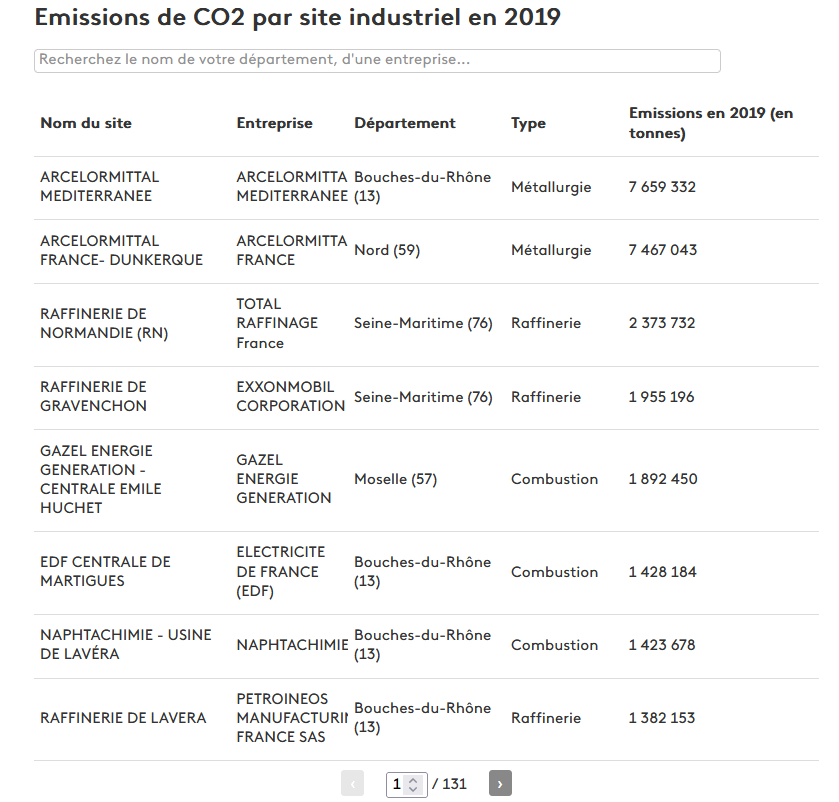 Emissions de CO2 par site industriel en 2019
Recherchez le nom de votre département, d'une entreprise...
Nom du site
Entreprise
Département
Type
Emissions en 2019 (en
tonnes)
ARCELORMITTAL
MEDITERRANEE
ARCELORMITTA
MEDITERRANEE
Bouches-du-Rhône
(13)
Métallurgie
7 659 332
ARCELORMITTAL
FRANCE- DUNKERQUE
ARCELORMITTA
FRANCE
Nord (59)
Métallurgie
7 467 043
RAFFINERIE DE
NORMANDIE (RN)
TOTAL
RAFFINAGE
France
Seine-Maritime (76)
Raffinerie
2 373 732
RAFFINERIE DE
GRAVENCHON
EXXONMOBIL
CORPORATION
Seine-Maritime (76)
Raffinerie
1 955 196
GAZEL ENERGIE
GENERATION -
CENTRALE EMILE
HUCHET
GAZEL
ENERGIE
GENERATION
Moselle (57)
Combustion
1 892 450
EDF CENTRALE DE
MARTIGUES
ELECTRICITE
DE FRANCE
(EDF)
Bouches-du-Rhône
(13)
Combustion
1 428 184
NAPHTACHIMIE - USINE
DE LAVÉRA
NAPHTACHIMIE
Bouches-du-Rhône
(13)
Combustion
1 423 678
RAFFINERIE DE LAVERA
PETROINEOS
MANUFACTURIN
FRANCE SAS
Bouches-du-Rhône
(13)
Raffinerie
1 382 153
‹ 1 / 131 ›